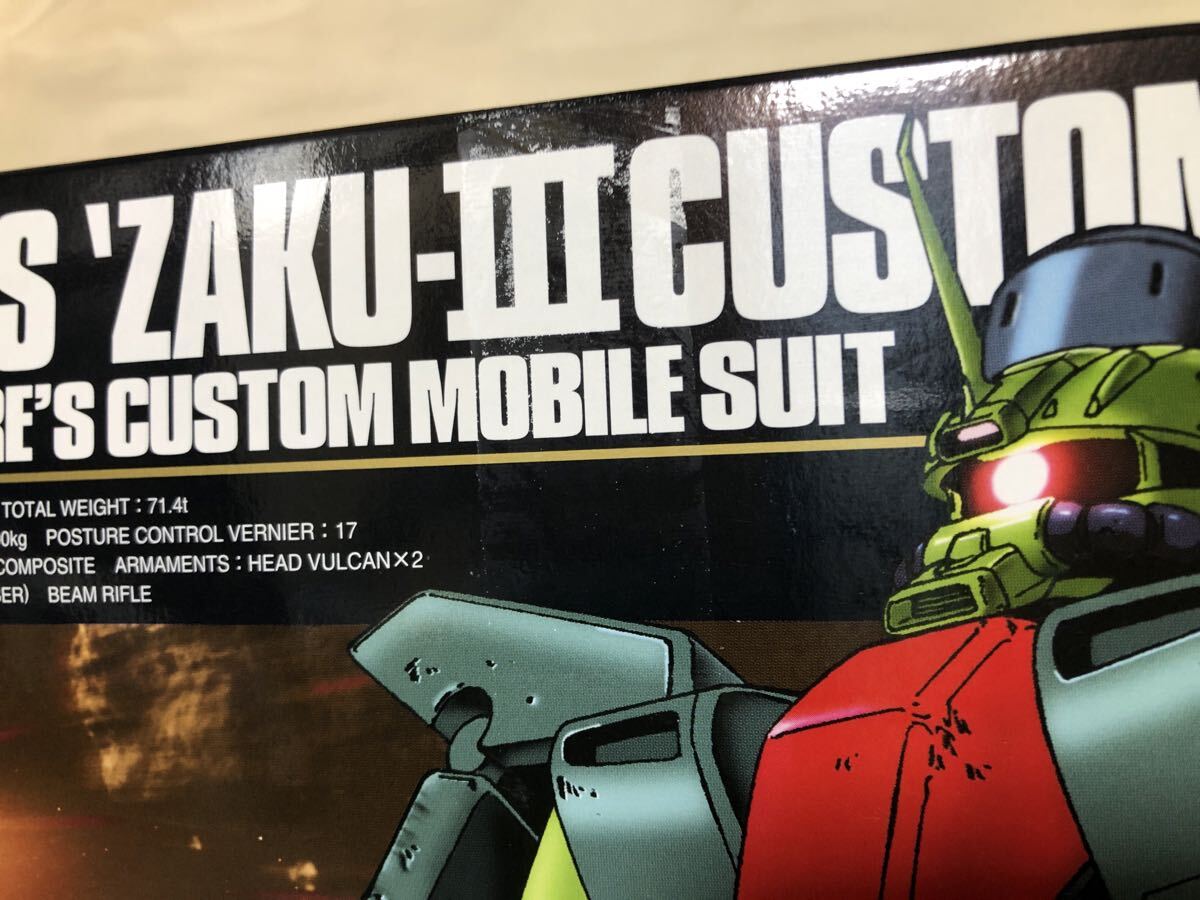 S 'ZAKU-III CUSTOM
RE'S CUSTOM MOBILE SUIT
TOTAL WEIGHT : 71.4t
0kg POSTURE CONTROL VERNIER : 17
COMPOSITE ARMAMENTS : HEAD VULCAN×2
BER) BEAM RIFLE